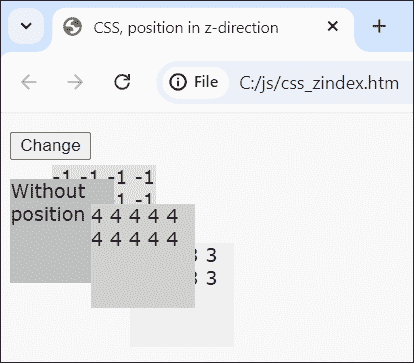 CSS, position in z-direction
File C:/js/css_zindex.htm
Change
-1 -1 -1 -1
Without -1 -1
position 4 4 4 4 4
4 4 4 4 4
3 3
3 3